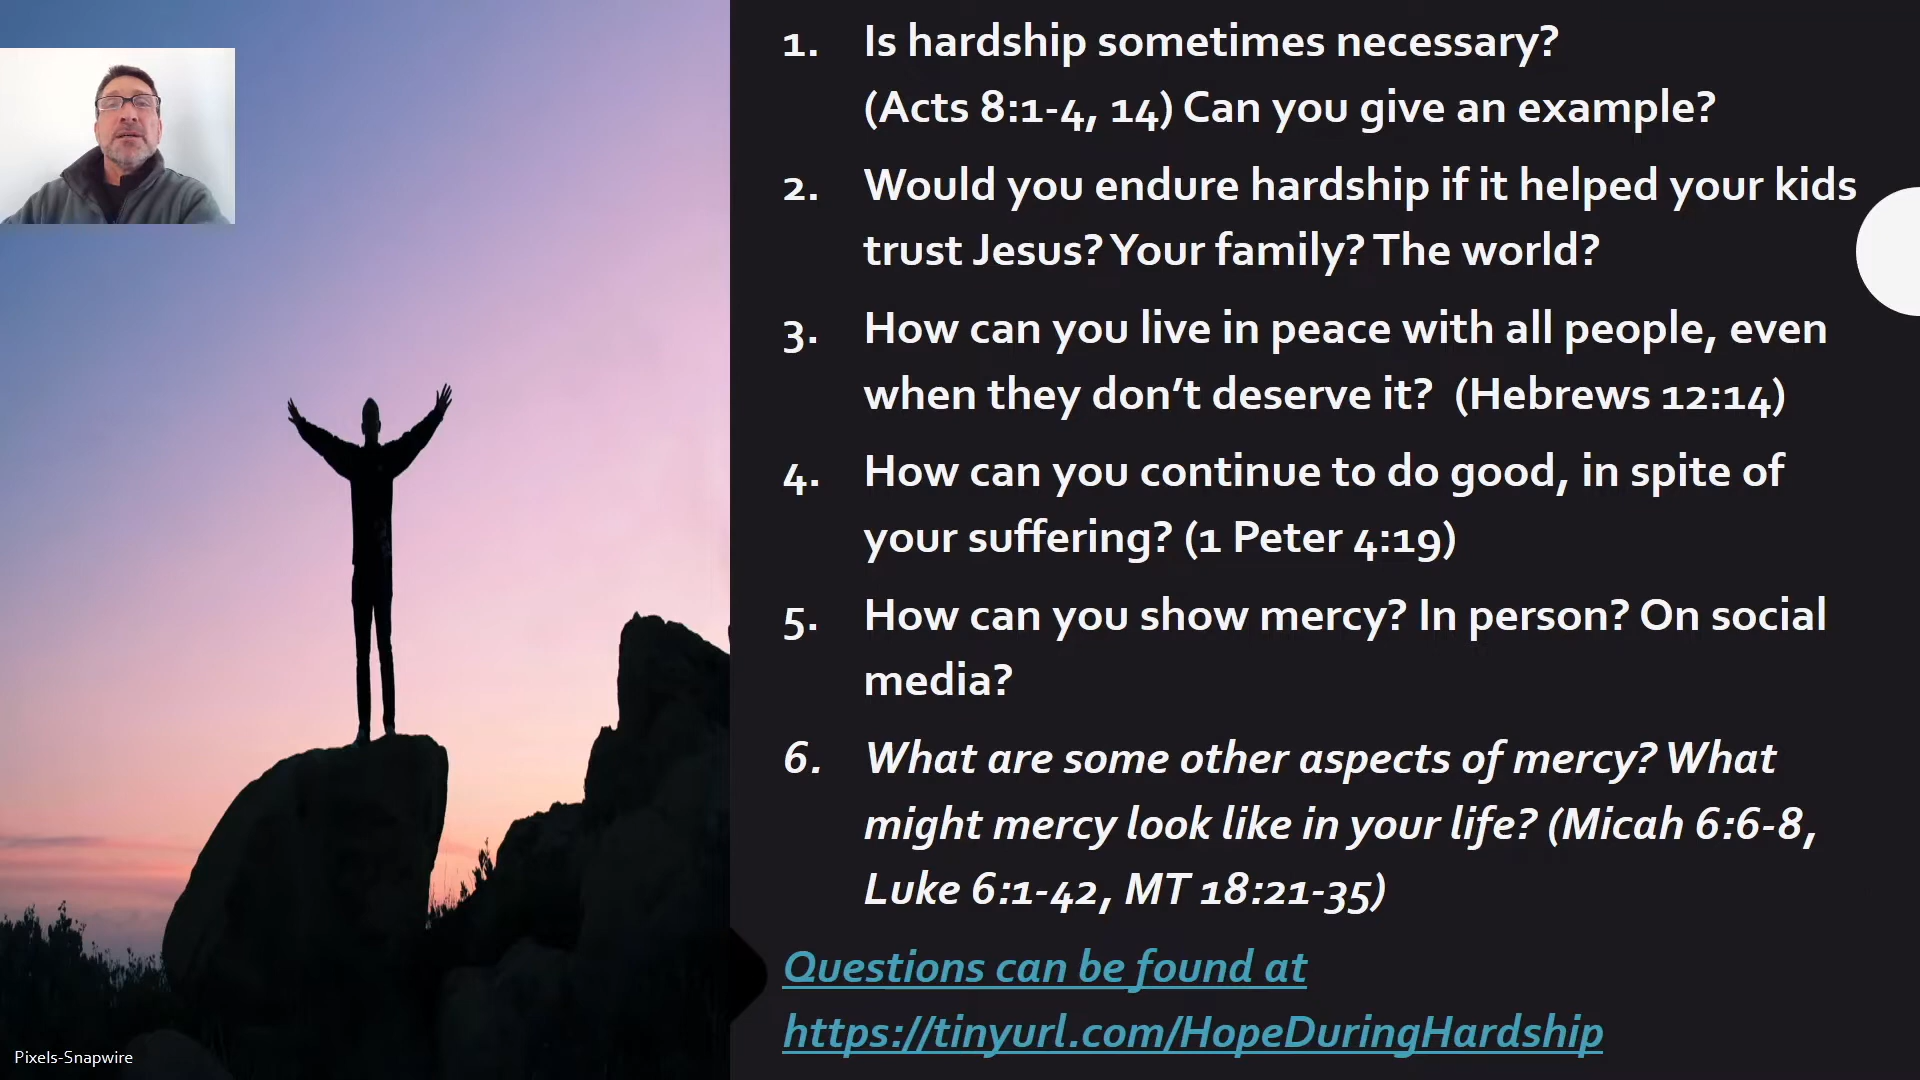 1. Is hardship sometimes necessary?
(Acts 8:1-4, 14) Can you give an example?
2. Would you endure hardship if it helped your kids
trust Jesus? Your family? The world?
3. How can you live in peace with all people, even
when they don’t deserve it?  (Hebrews 12:14)
4. How can you continue to do good, in spite of
your suffering? (1 Peter 4:19)
5. How can you show mercy? In person? On social
media?
6. What are some other aspects of mercy? What
might mercy look like in your life? (Micah 6:6-8,
Luke 6:1-42, MT 18:21-35)
Questions can be found at
https://tinyurl.com/HopeDuringHardship
Pixels-Snapwire